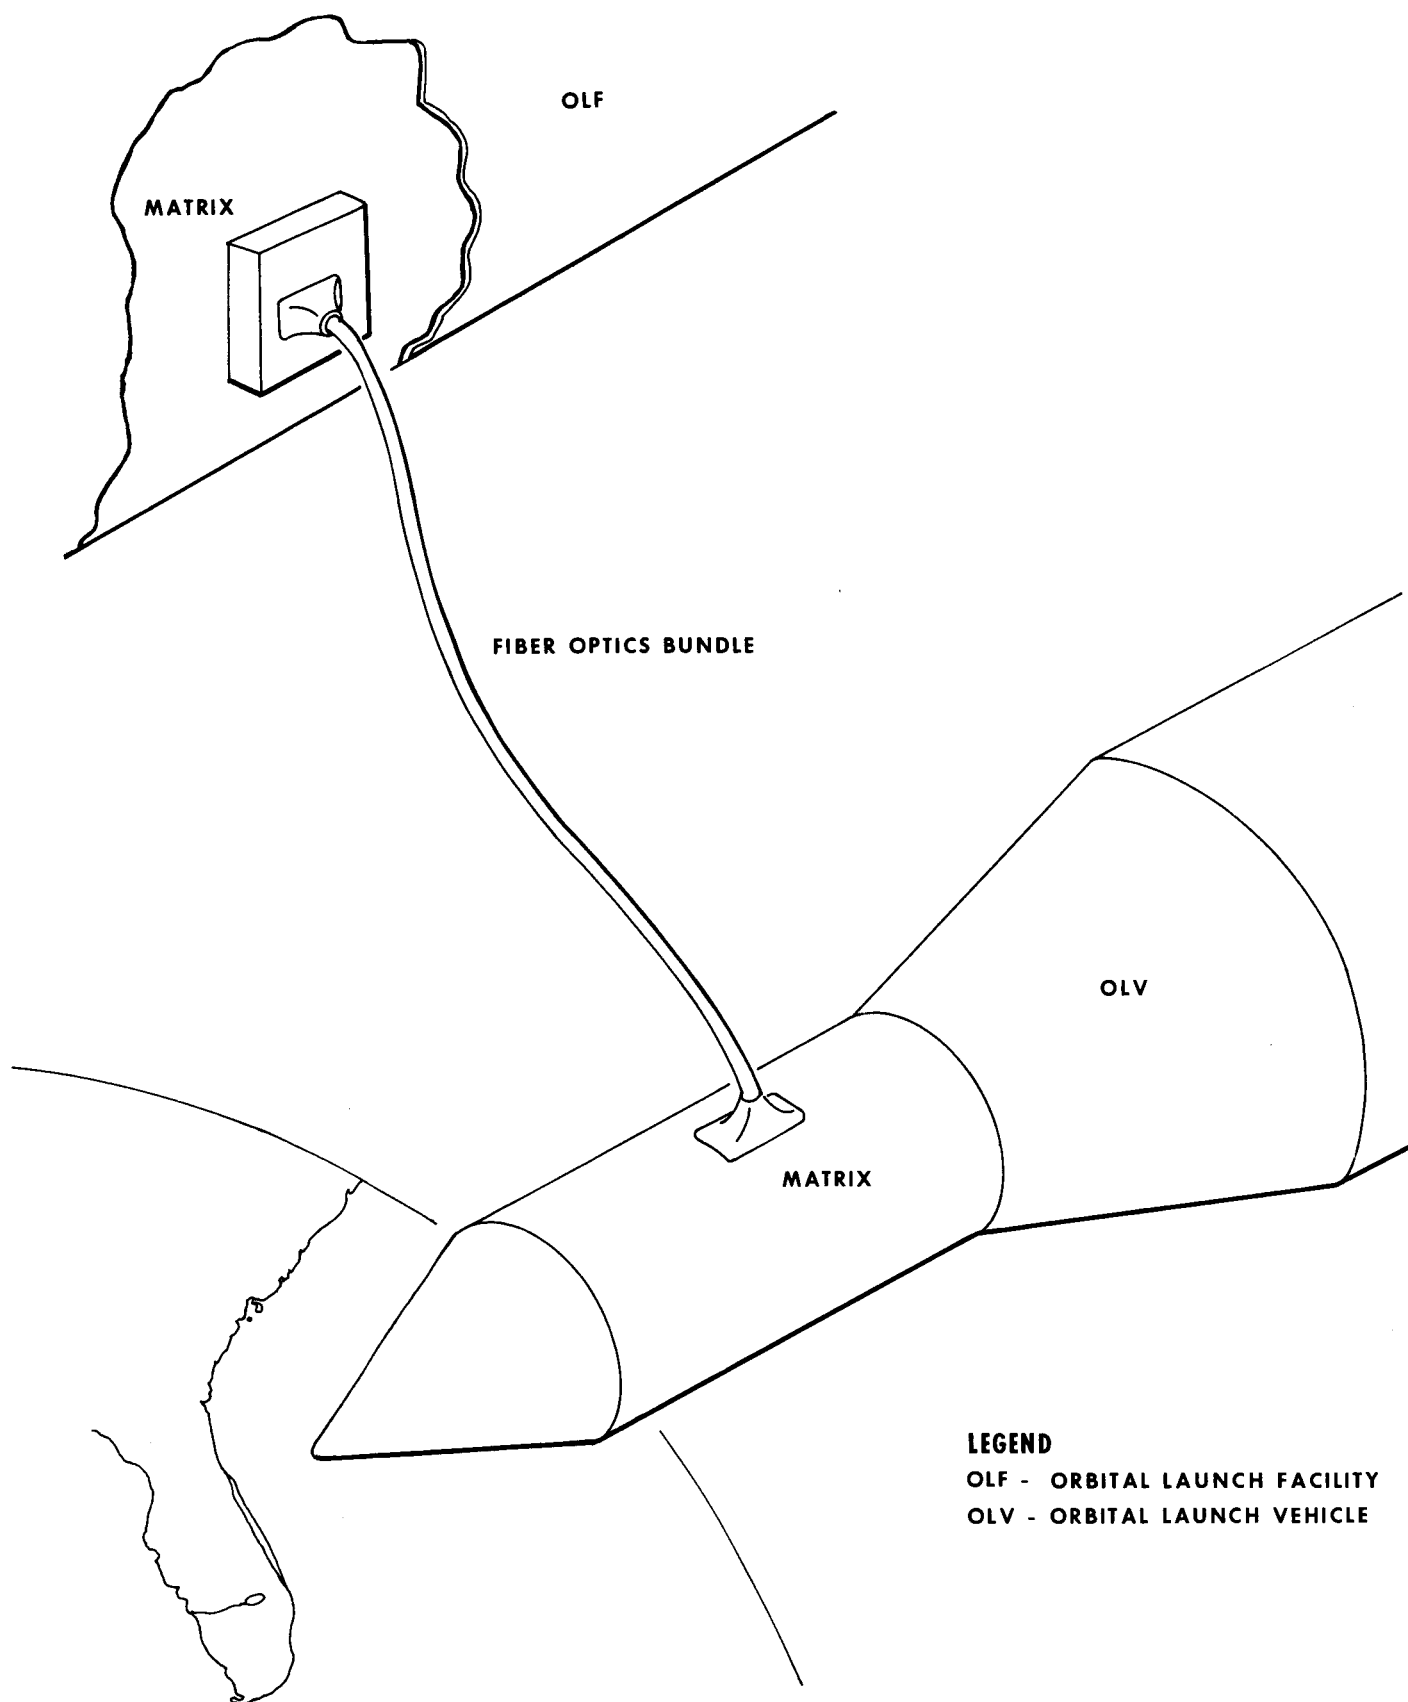 OLF
MATRIX
FIBER OPTICS BUNDLE
OLV
MATRIX
LEGEND
OLF - ORBITAL LAUNCH FACILITY
OLV - ORBITAL LAUNCH VEHICLE